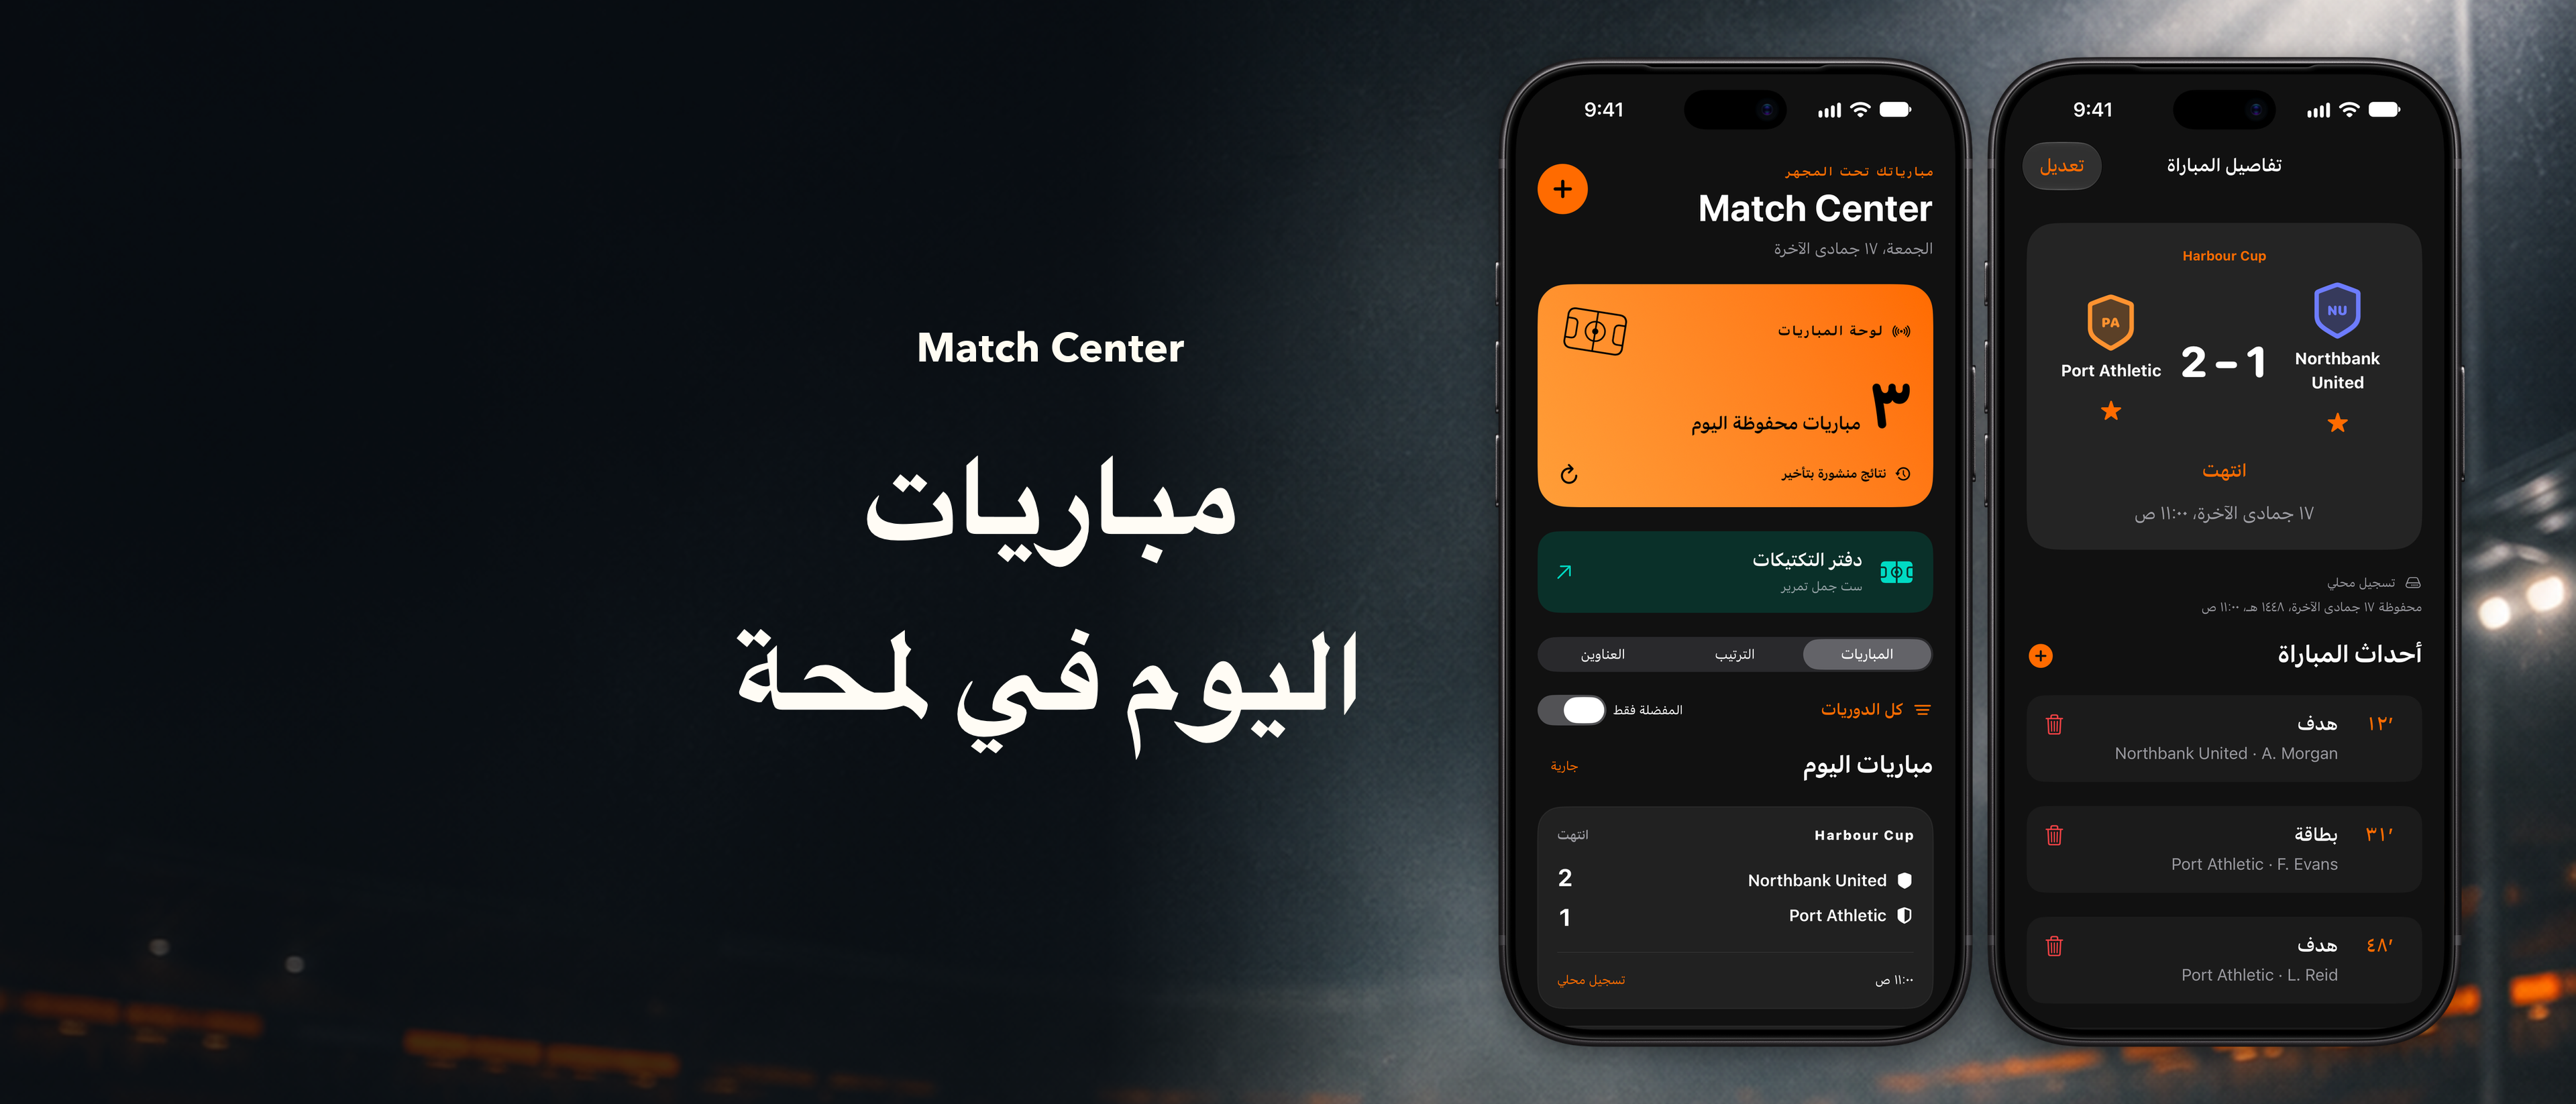 Match Center
مباريات
اليوم في لمحة
9:41
مبارياتك تحت المجهر
Match Center
الجمعة، ١٧ جمادى الآخرة
لوحة المباريات
٣ مباريات محفوظة اليوم
نتائج منشورة بتأخير
دفتر التكتيكات
ست جمل تمرير
المباريات الترتيب العناوين
كل الدوريات المفضلة فقط
مباريات اليوم جارية
Harbour Cup انتهت
Northbank United 2
Port Athletic 1
١١:٠٠ ص تسجيل محلي
9:41
تفاصيل المباراة تعديل
Harbour Cup
NU PA
Northbank United
2 – 1
Port Athletic
انتهت
١٧ جمادى الآخرة، ١١:٠٠ ص
تسجيل محلي
محفوظة ١٧ جمادى الآخرة، ١٤٤٨ هـ، ١١:٠٠ ص
أحداث المباراة
١٢′ هدف
Northbank United · A. Morgan
٣١′ بطاقة
Port Athletic · F. Evans
٤٨′ هدف
Port Athletic · L. Reid